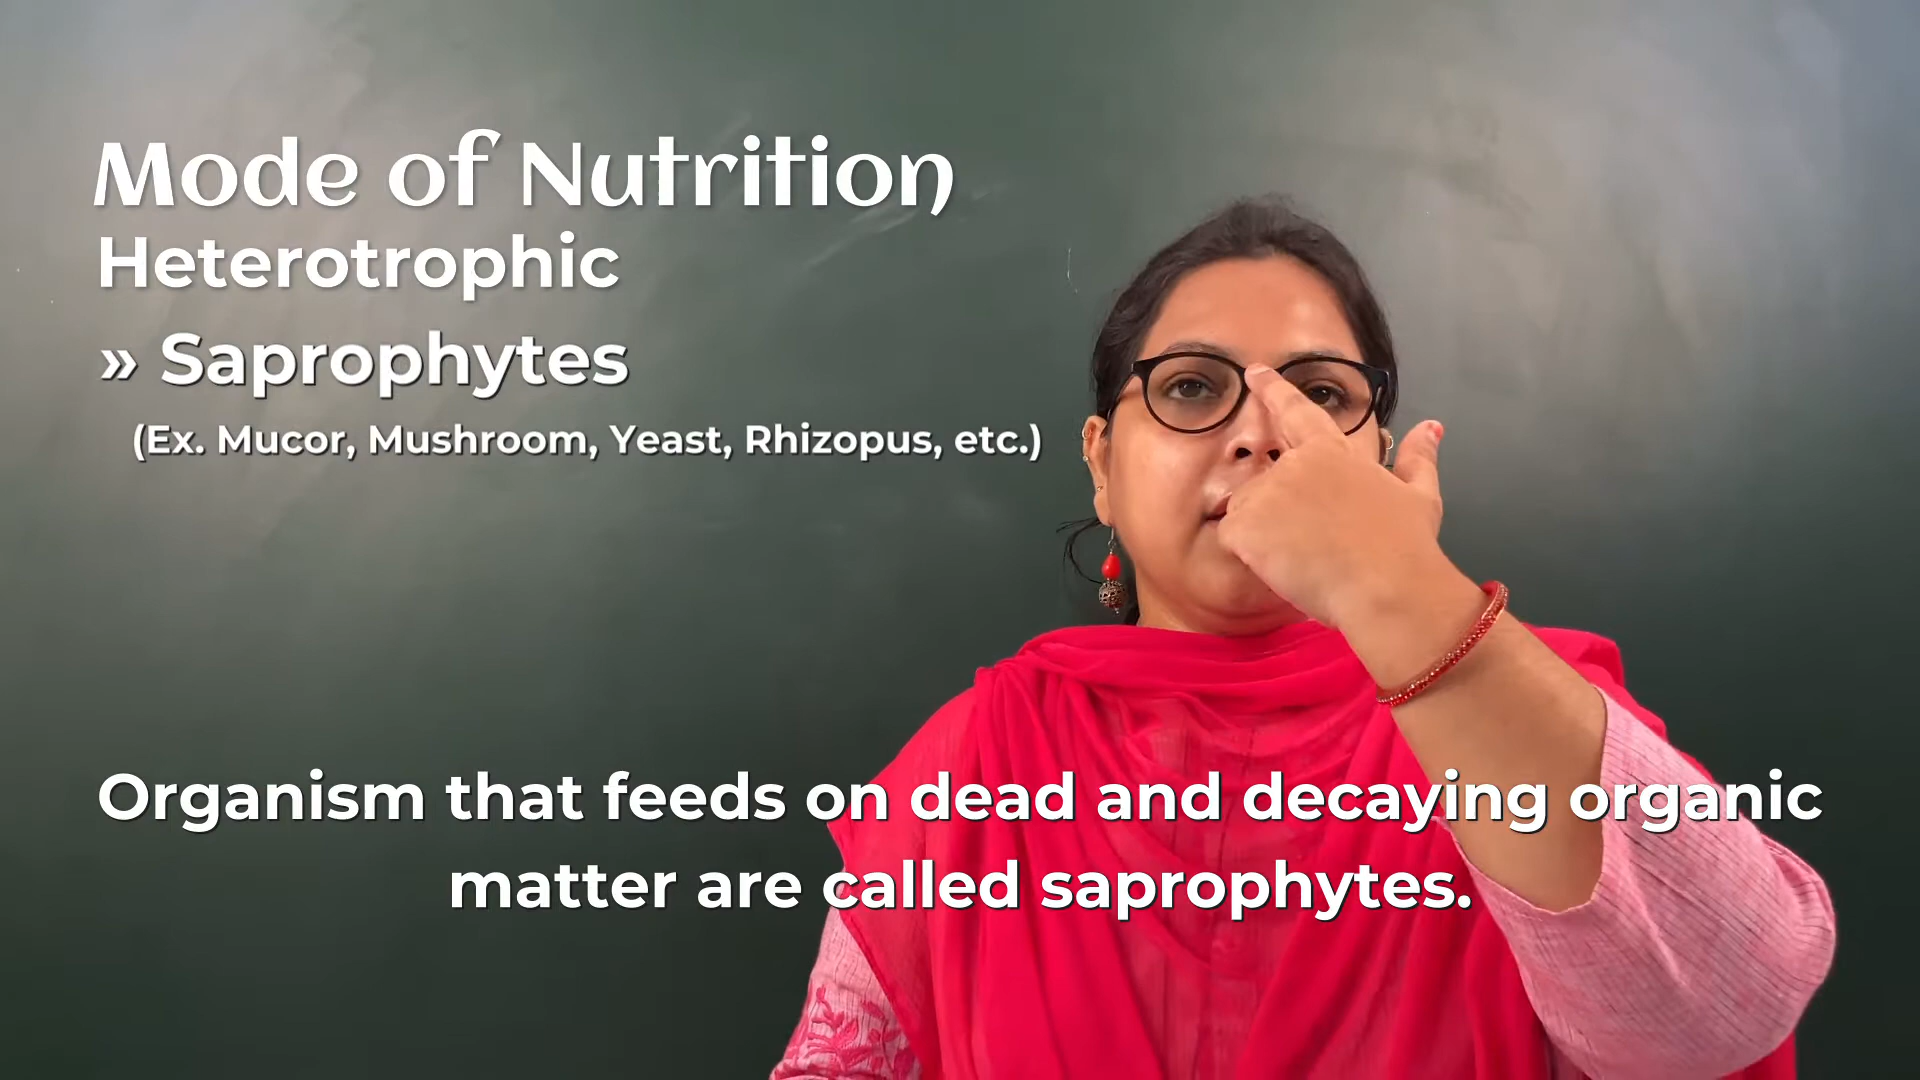 Mode of Nutrition
Heterotrophic
» Saprophytes
(Ex. Mucor, Mushroom, Yeast, Rhizopus, etc.)
Organism that feeds on dead and decaying organic
matter are called saprophytes.